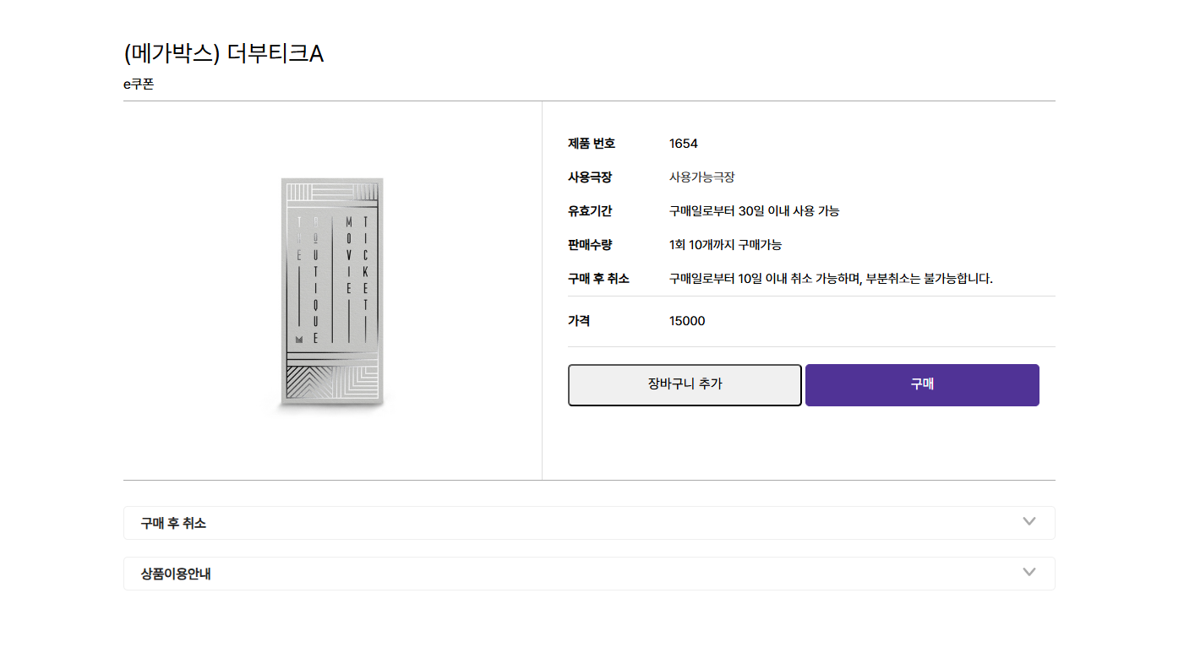 (메가박스) 더부티크A
e쿠폰
THE BOUTIQUE MOVIE TICKET
제품 번호 1654
사용극장 사용가능극장
유효기간 구매일로부터 30일 이내 사용 가능
판매수량 1회 10개까지 구매가능
구매 후 취소 구매일로부터 10일 이내 취소 가능하며, 부분취소는 불가능합니다.
가격 15000
장바구니 추가 구매
구매 후 취소
상품이용안내